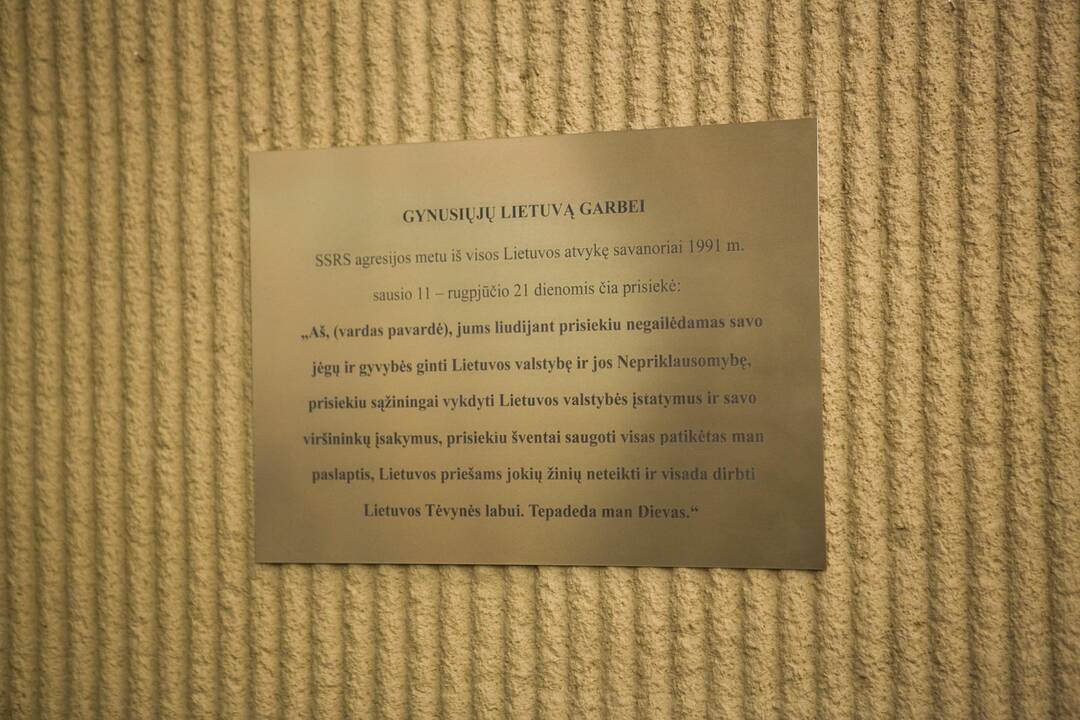 GYNUSIŲJŲ LIETUVĄ GARBEI
SSRS agresijos metu iš visos Lietuvos atvykę savanoriai 1991 m.
sausio 11 – rugpjūčio 21 dienomis čia prisiekė:
„Aš, (vardas pavardė), jums liudijant prisiekiu negailėdamas savo
jėgų ir gyvybės ginti Lietuvos valstybę ir jos Nepriklausomybę,
prisiekiu sąžiningai vykdyti Lietuvos valstybės įstatymus ir savo
viršininkų įsakymus, prisiekiu šventai saugoti visas patikėtas man
paslaptis, Lietuvos priešams jokių žinių neteikti ir visada dirbti
Lietuvos Tėvynės labui. Tepadeda man Dievas.“